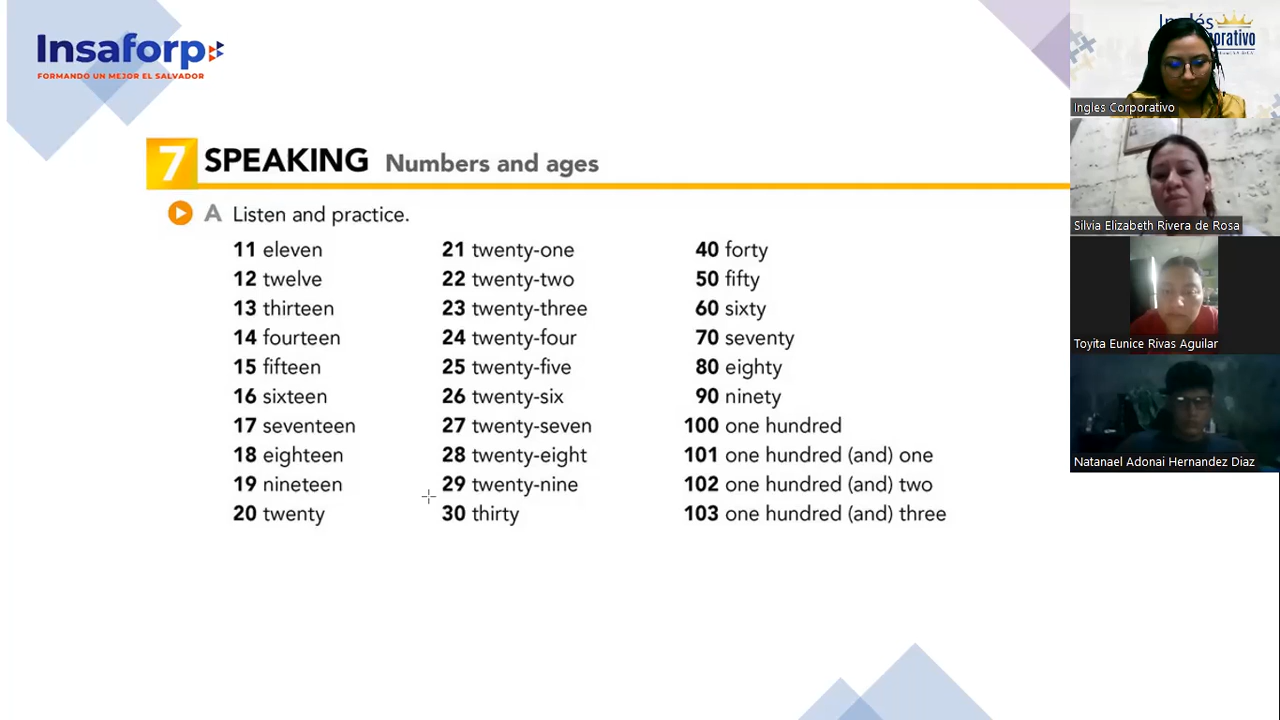 Insaforp
FORMANDO UN MEJOR EL SALVADOR
7 SPEAKING Numbers and ages
A Listen and practice.
11 eleven
12 twelve
13 thirteen
14 fourteen
15 fifteen
16 sixteen
17 seventeen
18 eighteen
19 nineteen
20 twenty
21 twenty-one
22 twenty-two
23 twenty-three
24 twenty-four
25 twenty-five
26 twenty-six
27 twenty-seven
28 twenty-eight
29 twenty-nine
30 thirty
40 forty
50 fifty
60 sixty
70 seventy
80 eighty
90 ninety
100 one hundred
101 one hundred (and) one
102 one hundred (and) two
103 one hundred (and) three
Ingles Corporativo
Silvia Elizabeth Rivera de Rosa
Toyita Eunice Rivas Aguilar
Natanael Adonai Hernandez Diaz